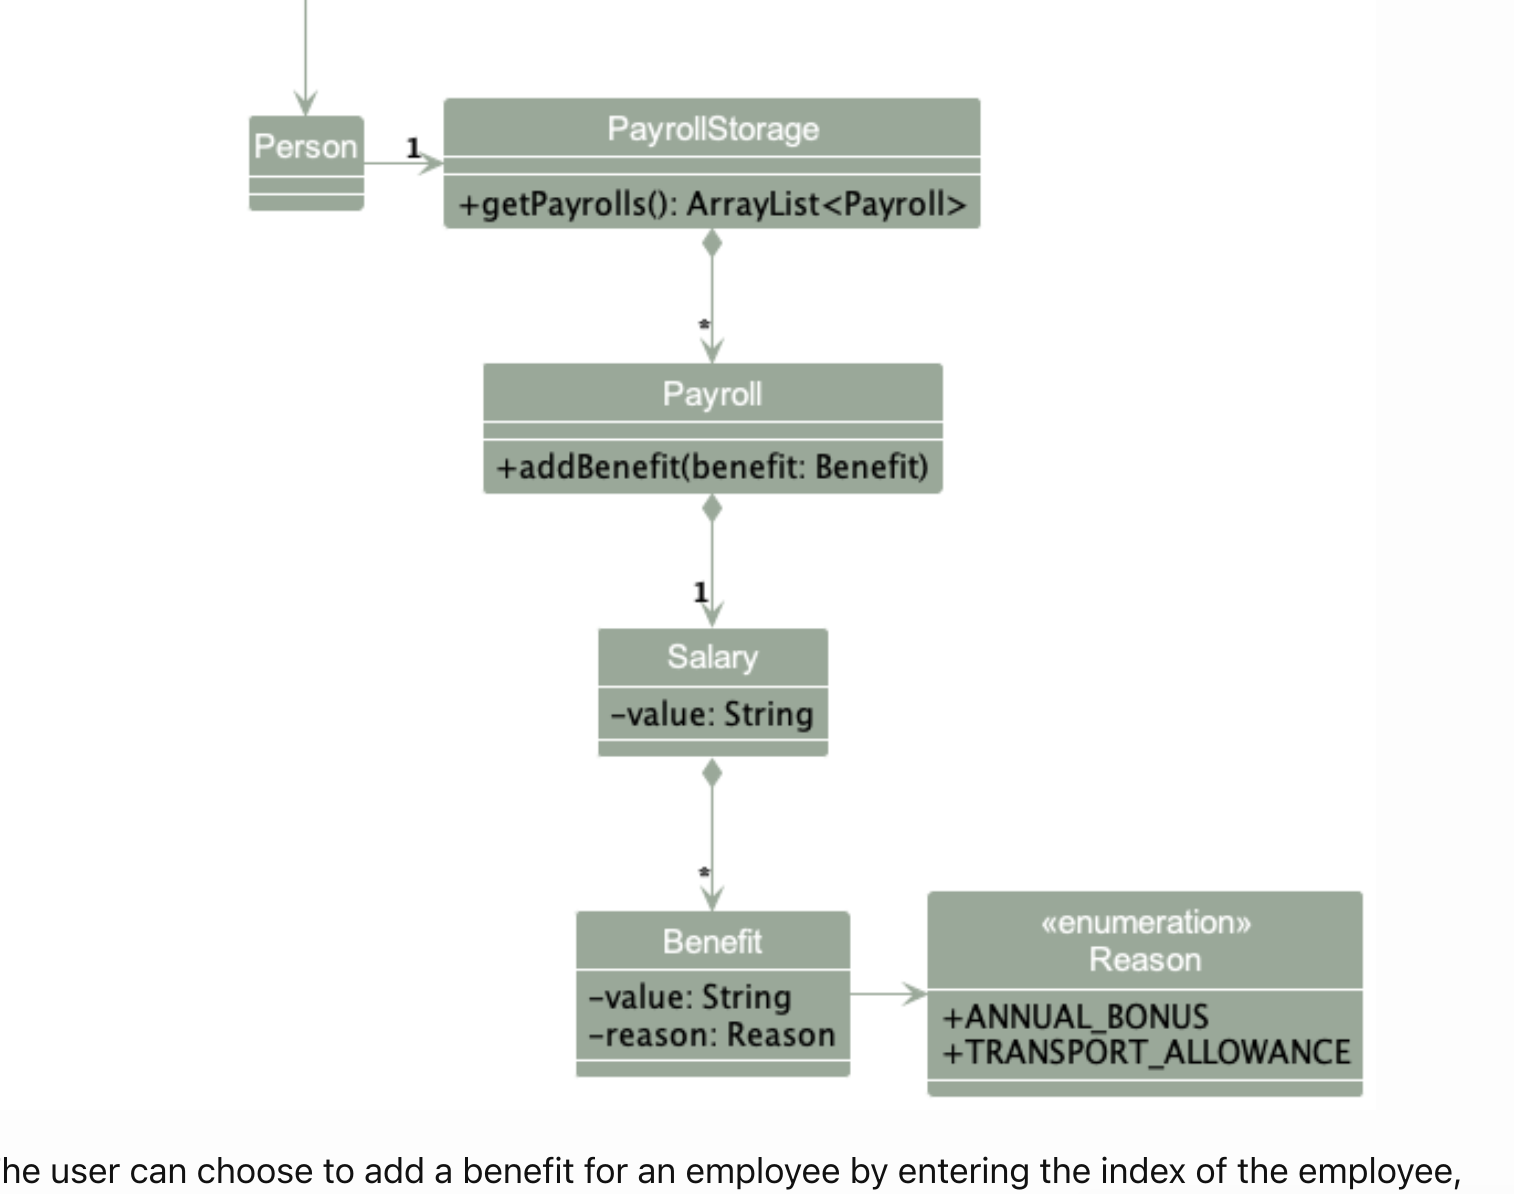 Person
1
PayrollStorage
+getPayrolls(): ArrayList<Payroll>
*
Payroll
+addBenefit(benefit: Benefit)
1
Salary
-value: String
*
Benefit
-value: String
-reason: Reason
«enumeration»
Reason
+ANNUAL_BONUS
+TRANSPORT_ALLOWANCE
he user can choose to add a benefit for an employee by entering the index of the employee,